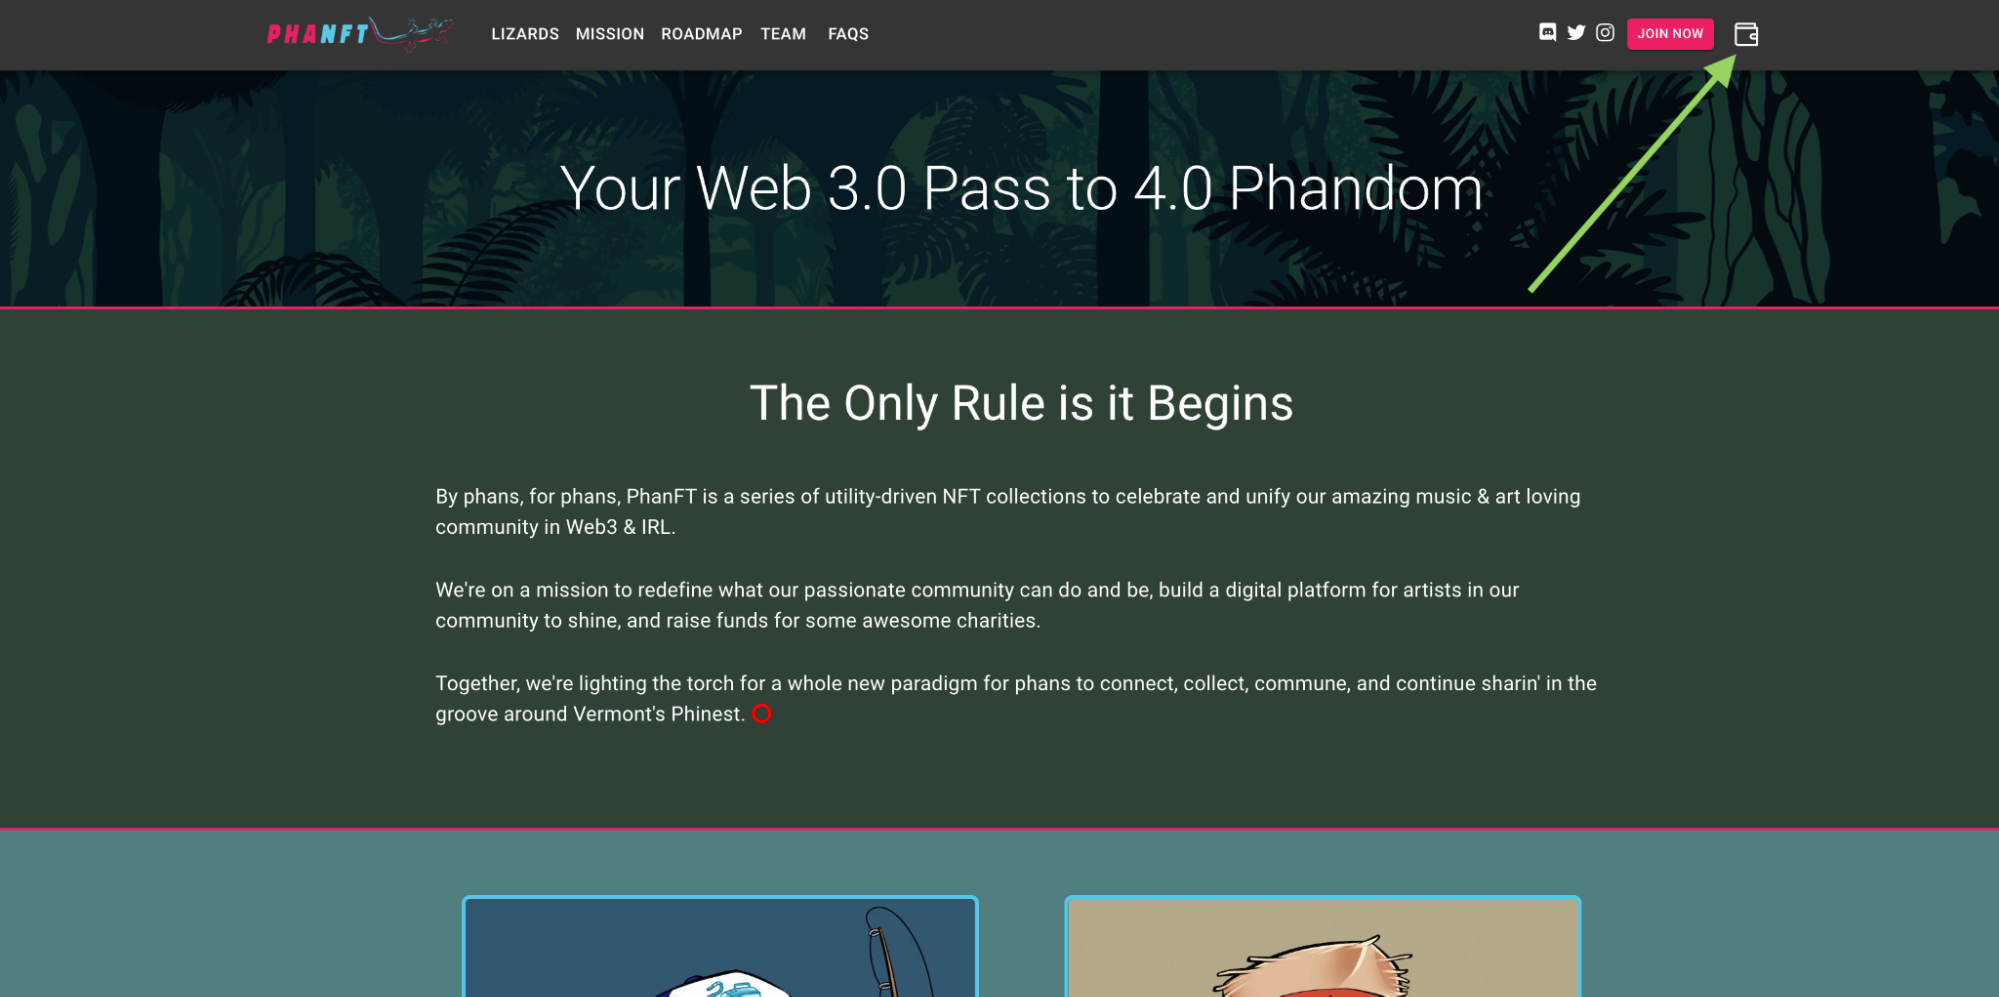 PHANFT
LIZARDS MISSION ROADMAP TEAM FAQS
JOIN NOW
Your Web 3.0 Pass to 4.0 Phandom
The Only Rule is it Begins
By phans, for phans, PhanFT is a series of utility-driven NFT collections to celebrate and unify our amazing music & art loving
community in Web3 & IRL.
We're on a mission to redefine what our passionate community can do and be, build a digital platform for artists in our
community to shine, and raise funds for some awesome charities.
Together, we're lighting the torch for a whole new paradigm for phans to connect, collect, commune, and continue sharin' in the
groove around Vermont's Phinest.